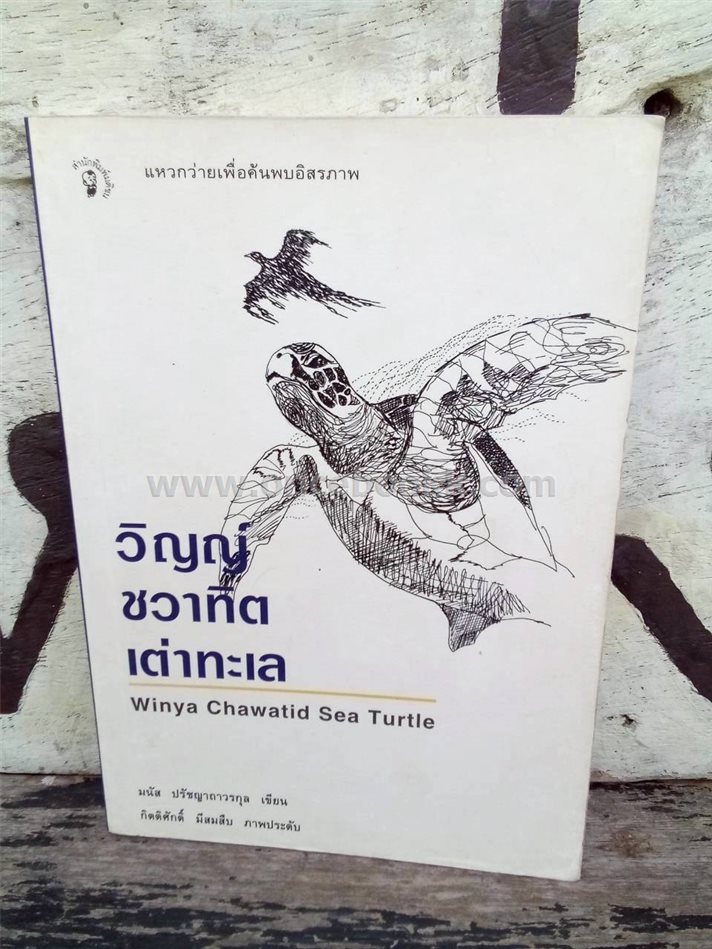 แหวกว่ายเพื่อค้นพบอิสรภาพ
วิญญ์
ชวาทิต
เต่าทะเล
Winya Chawatid Sea Turtle
มนัส ปรัชญาถาวรกุล เขียน
กิตติศักดิ์ มีสมสืบ ภาพประดับ